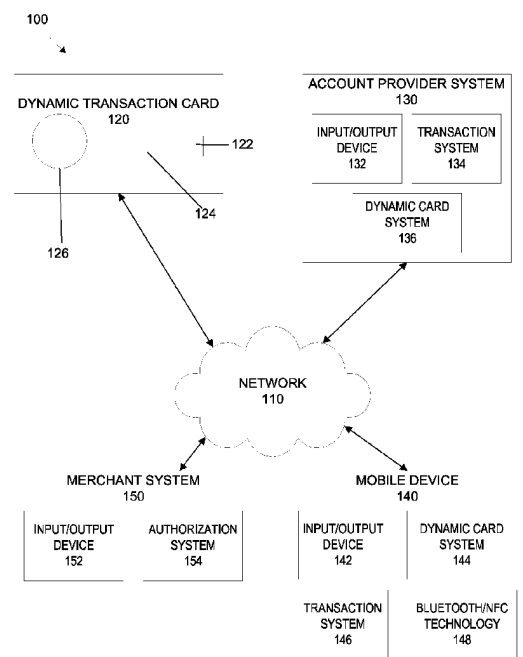 100
DYNAMIC TRANSACTION CARD
120
122
124
126
ACCOUNT PROVIDER SYSTEM
130
INPUT/OUTPUT
DEVICE
132
TRANSACTION
SYSTEM
134
DYNAMIC CARD
SYSTEM
136
NETWORK
110
MERCHANT SYSTEM
150
INPUT/OUTPUT
DEVICE
152
AUTHORIZATION
SYSTEM
154
MOBILE DEVICE
140
INPUT/OUTPUT
DEVICE
142
DYNAMIC CARD
SYSTEM
144
TRANSACTION
SYSTEM
146
BLUETOOTH/NFC
TECHNOLOGY
148